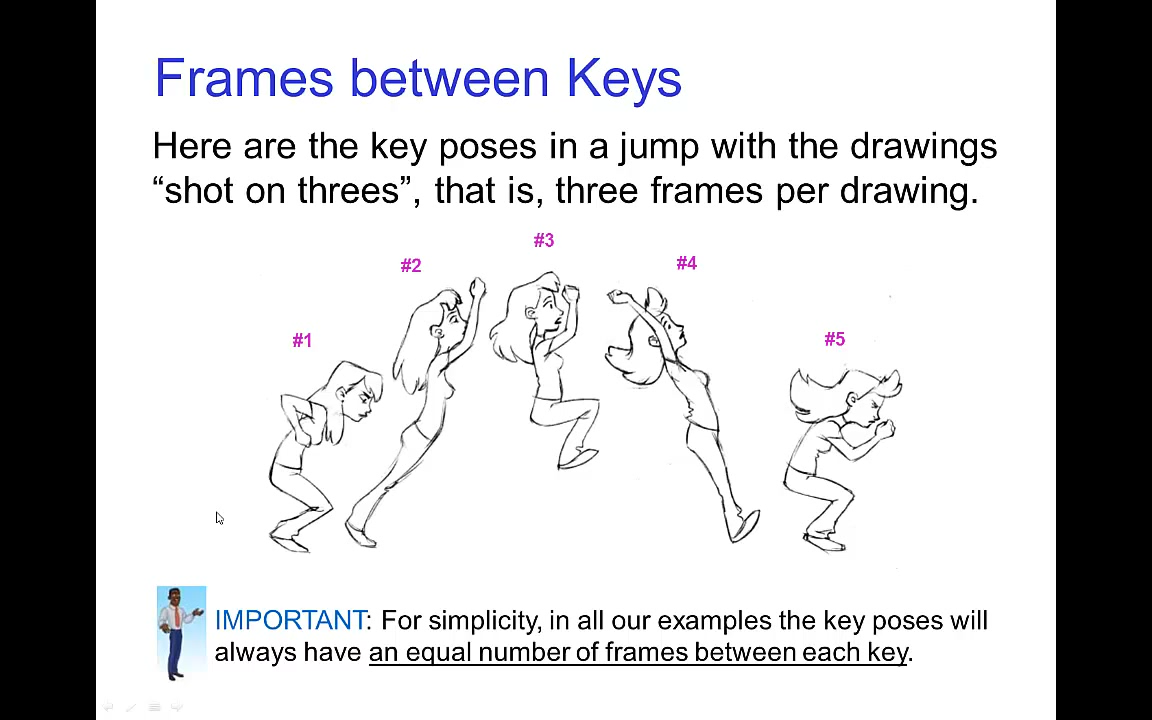 Frames between Keys
Here are the key poses in a jump with the drawings
“shot on threes”, that is, three frames per drawing.
#3
#2
#4
#1
#5
IMPORTANT: For simplicity, in all our examples the key poses will
always have an equal number of frames between each key.